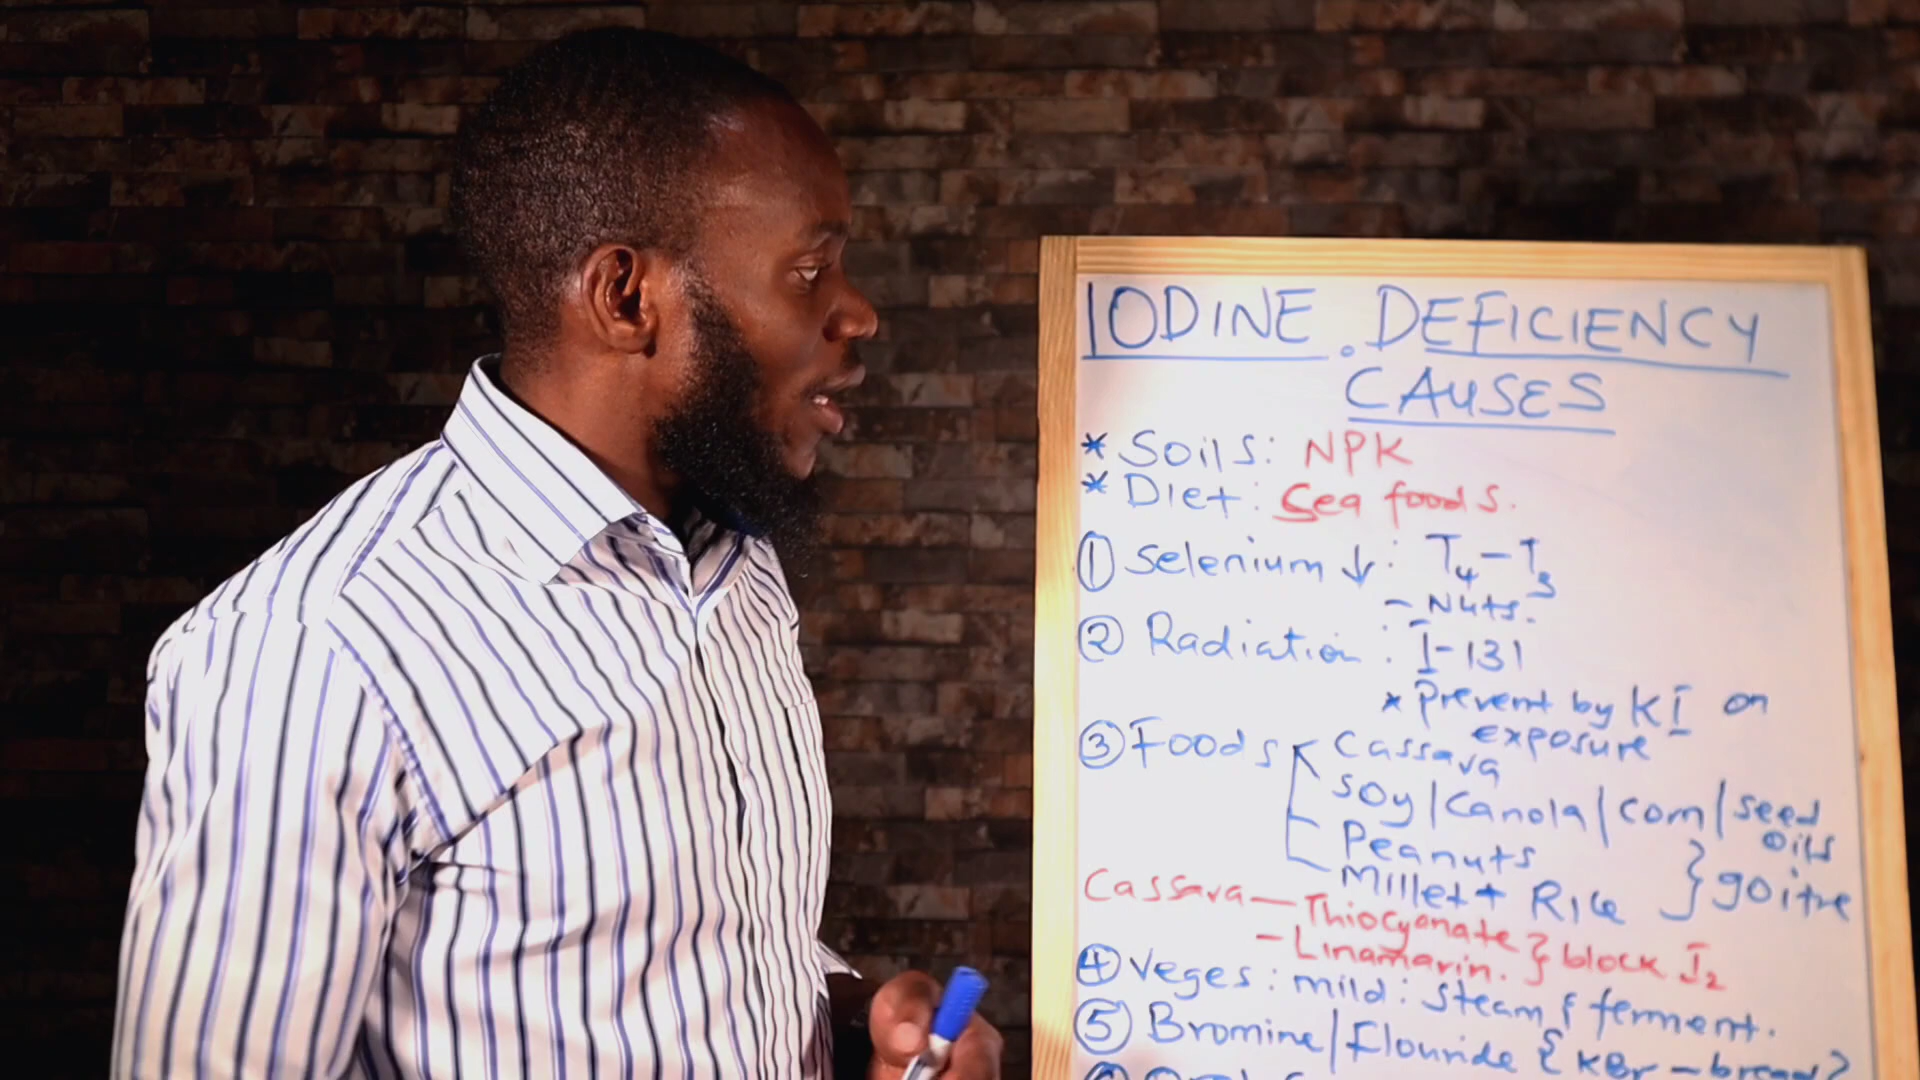 IODINE DEFICIENCY
CAUSES
* Soils: NPK
* Diet: Sea foods.
① Selenium ↓: T4 - T3
- Nuts.
② Radiation: I-131
* Prevent by KI on
exposure
③ Foods Cassava
Soy/Canola/Corn/Seed
oils
Peanuts
Millet + Rice } goitre
Cassava - Thiocyanate
- Linamarin. } block I2
④ Veges: mild: Steam & ferment.
⑤ Bromine/Flouride { KBr - bread }